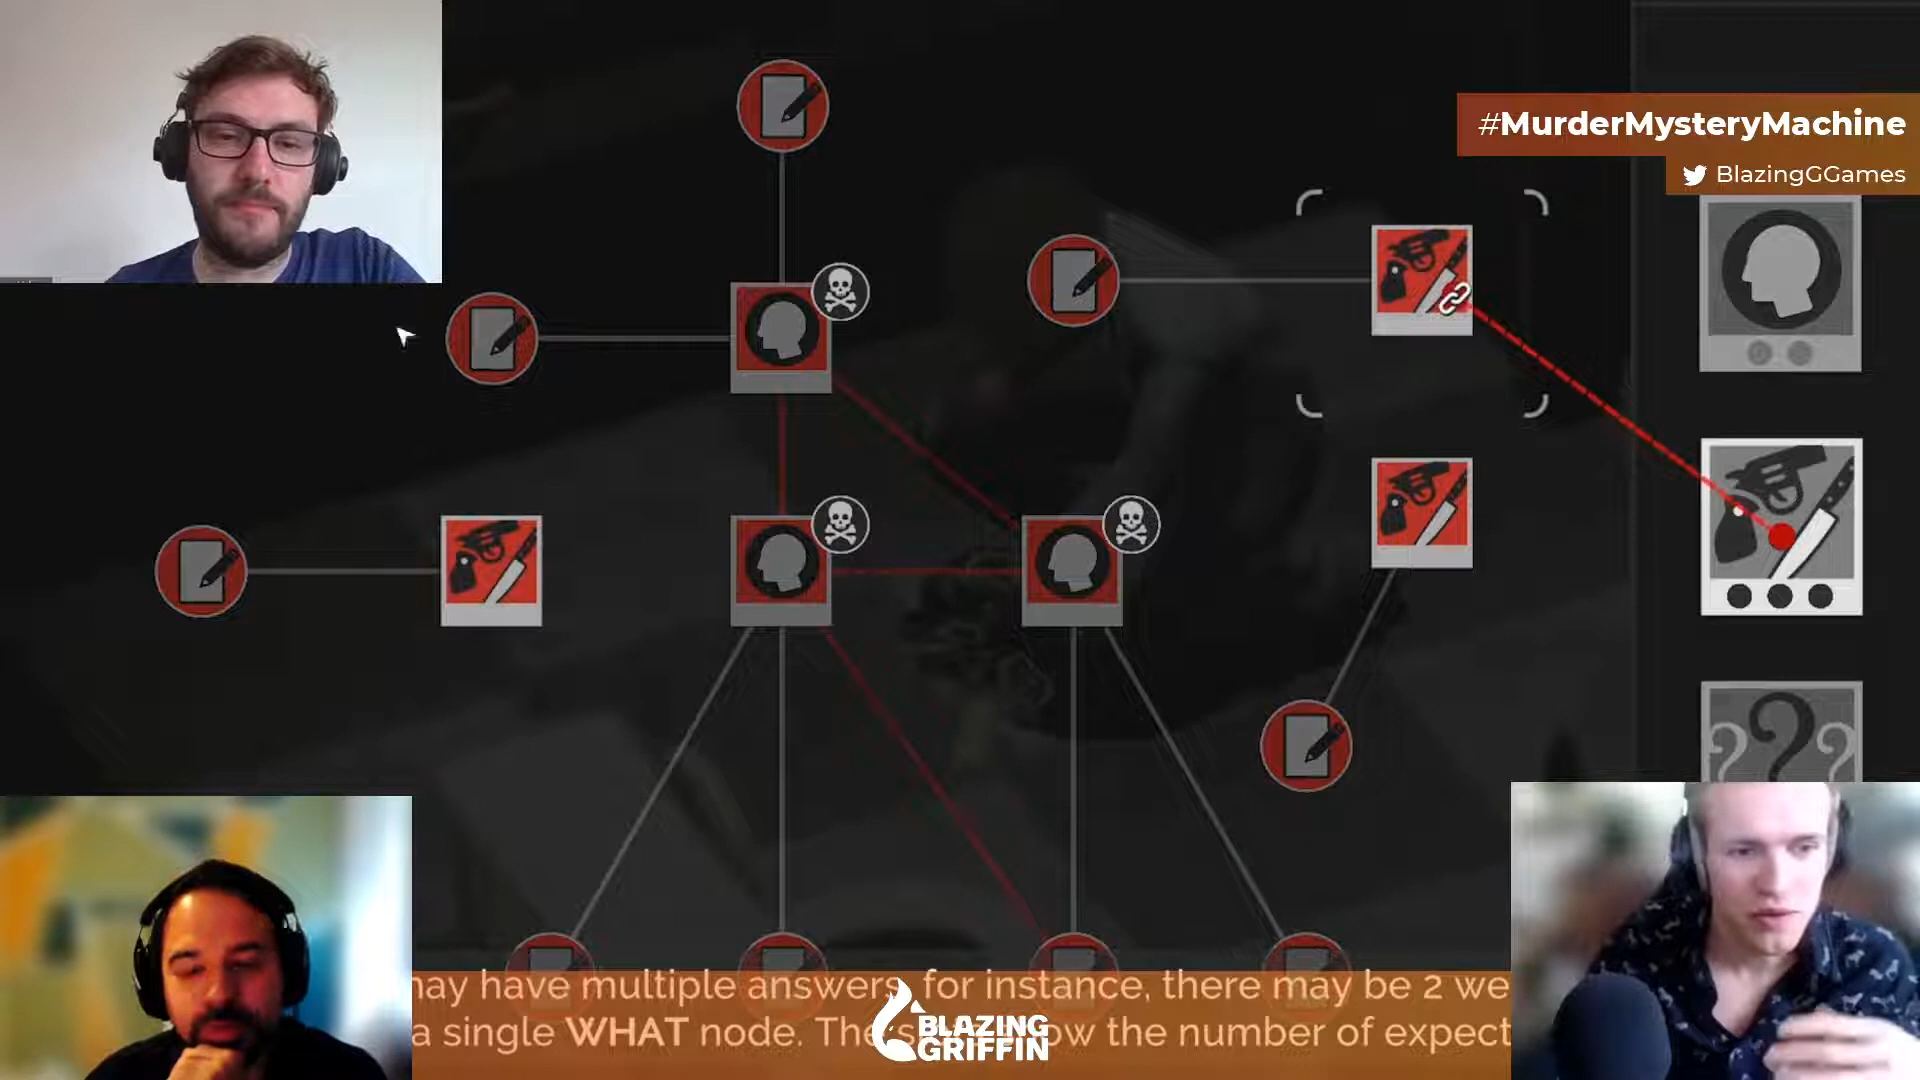 #MurderMysteryMachine
BlazingGGames
may have multiple answers, for instance, there may be 2 we
a single WHAT node. The ow the number of expect
BLAZING
GRIFFIN